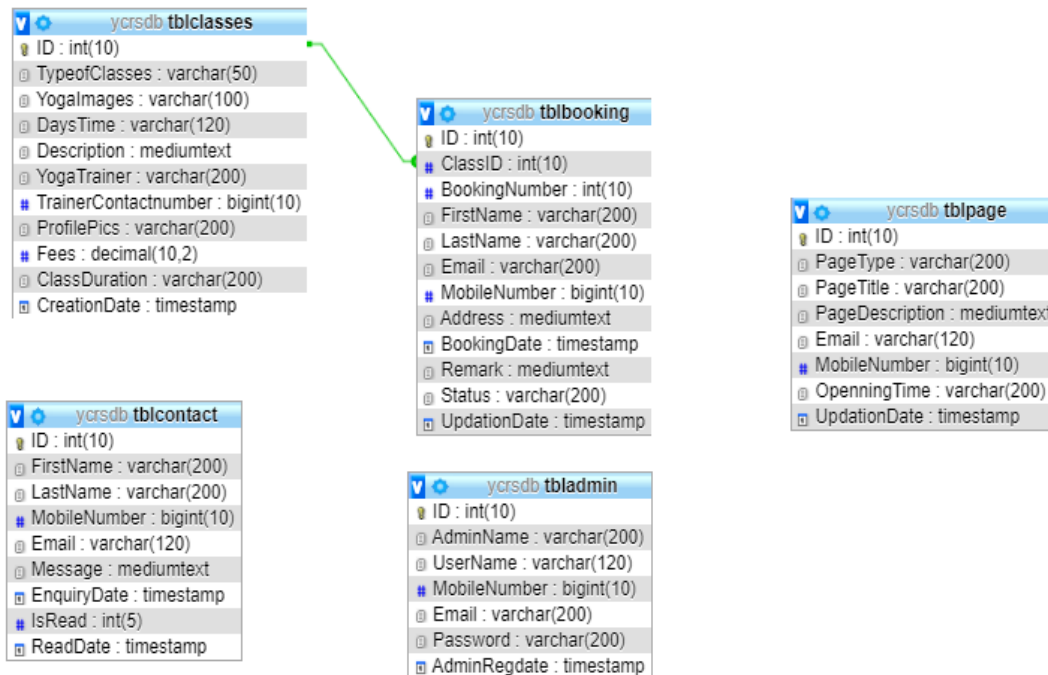 ycrsdb tblclasses
ID : int(10)
TypeofClasses : varchar(50)
YogaImages : varchar(100)
DaysTime : varchar(120)
Description : mediumtext
YogaTrainer : varchar(200)
TrainerContactnumber : bigint(10)
ProfilePics : varchar(200)
Fees : decimal(10,2)
ClassDuration : varchar(200)
CreationDate : timestamp
ycrsdb tblbooking
ID : int(10)
ClassID : int(10)
BookingNumber : int(10)
FirstName : varchar(200)
LastName : varchar(200)
Email : varchar(200)
MobileNumber : bigint(10)
Address : mediumtext
BookingDate : timestamp
Remark : mediumtext
Status : varchar(200)
UpdationDate : timestamp
ycrsdb tblpage
ID : int(10)
PageType : varchar(200)
PageTitle : varchar(200)
PageDescription : mediumtext
Email : varchar(120)
MobileNumber : bigint(10)
OpenningTime : varchar(200)
UpdationDate : timestamp
ycrsdb tblcontact
ID : int(10)
FirstName : varchar(200)
LastName : varchar(200)
MobileNumber : bigint(10)
Email : varchar(120)
Message : mediumtext
EnquiryDate : timestamp
IsRead : int(5)
ReadDate : timestamp
ycrsdb tbladmin
ID : int(10)
AdminName : varchar(200)
UserName : varchar(120)
MobileNumber : bigint(10)
Email : varchar(200)
Password : varchar(200)
AdminRegdate : timestamp